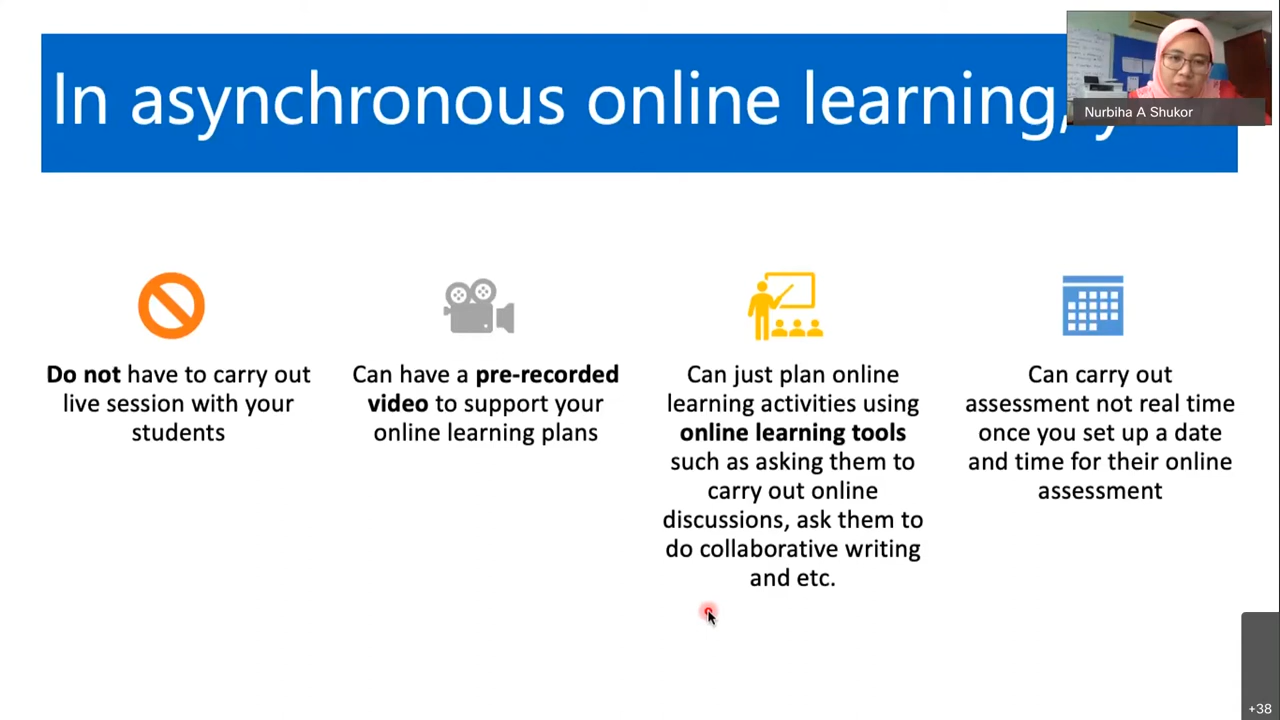 In asynchronous online learning,
Nurbiha A Shukor
Do not have to carry out
live session with your
students
Can have a pre-recorded
video to support your
online learning plans
Can just plan online
learning activities using
online learning tools
such as asking them to
carry out online
discussions, ask them to
do collaborative writing
and etc.
Can carry out
assessment not real time
once you set up a date
and time for their online
assessment
+38